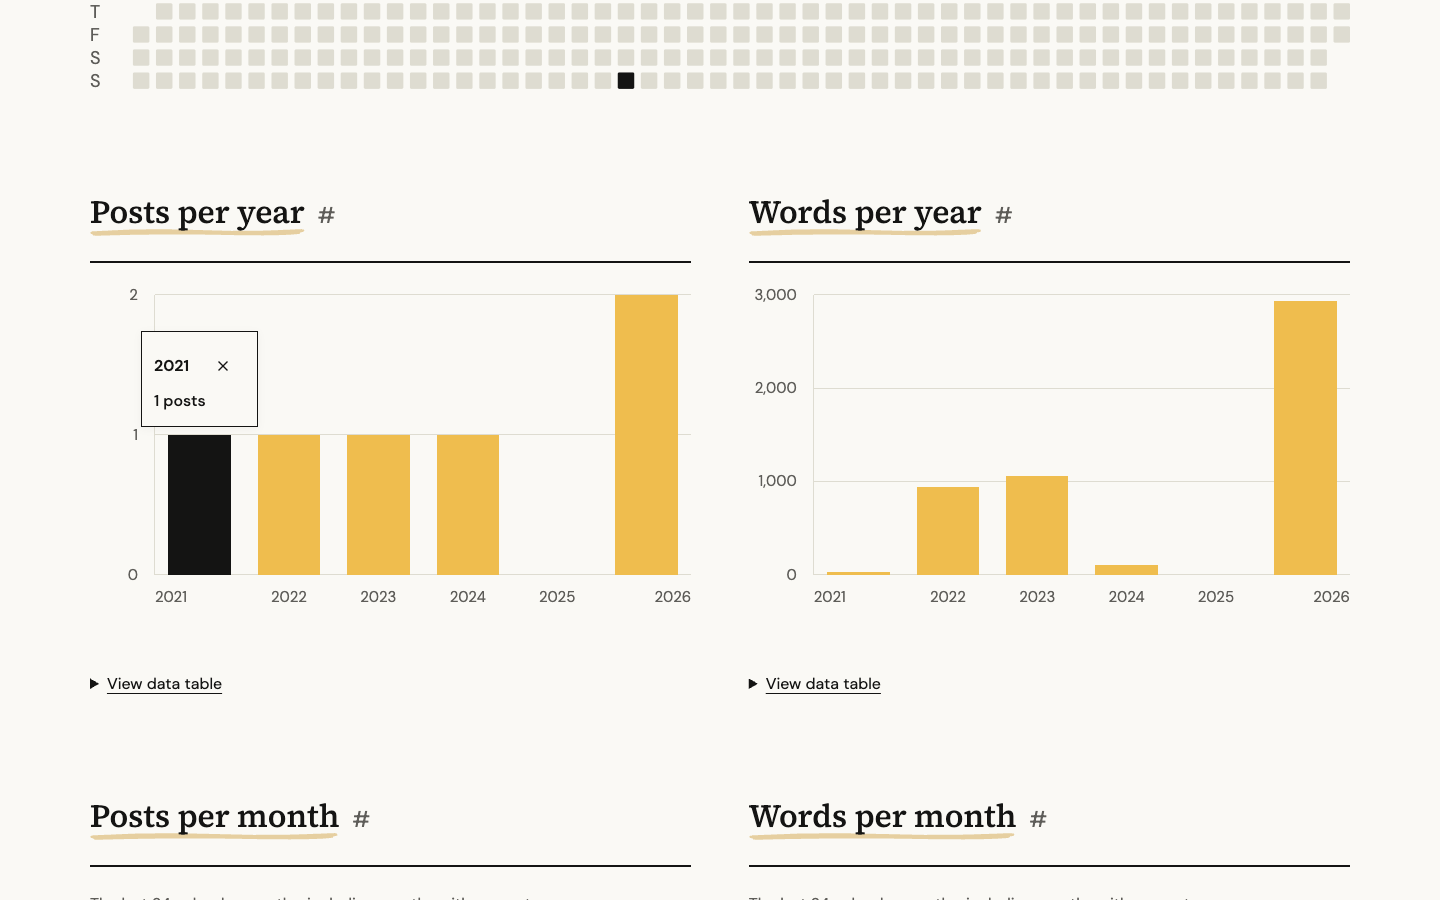 T
F
S
S
Posts per year #
Words per year #
2
1
0
2021
1 posts
2021 2022 2023 2024 2025 2026
3,000
2,000
1,000
0
2021 2022 2023 2024 2025 2026
View data table
View data table
Posts per month #
Words per month #